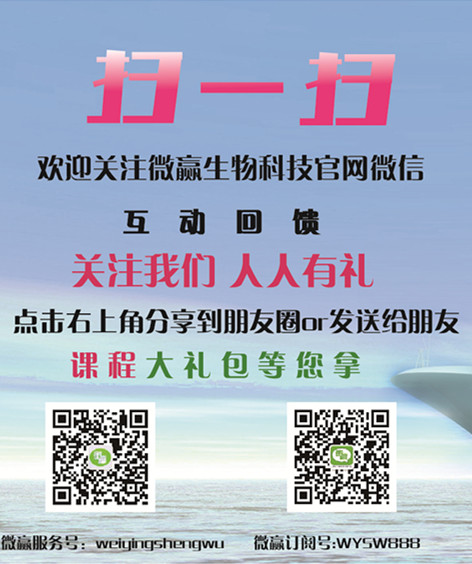 扫一扫
欢迎关注微赢生物科技官网微信
互动回馈
关注我们 人人有礼
点击右上角分享到朋友圈or发送给朋友
课程大礼包等您拿
微赢服务号：weiyingshengwu
微赢订阅号:WYSW888